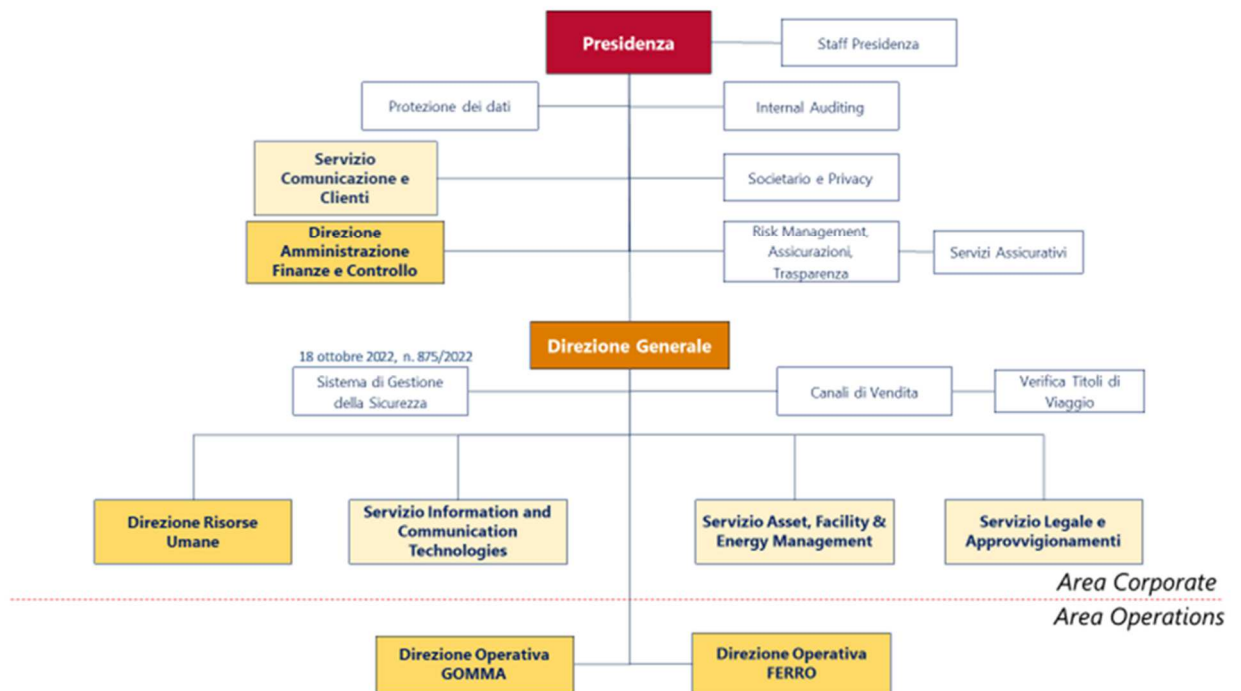 Presidenza
Staff Presidenza
Protezione dei dati
Internal Auditing
Servizio
Comunicazione e
Clienti
Societario e Privacy
Direzione
Amministrazione
Finanze e Controllo
Risk Management,
Assicurazioni,
Trasparenza
Servizi Assicurativi
Direzione Generale
18 ottobre 2022, n. 875/2022
Sistema di Gestione
della Sicurezza
Canali di Vendita
Verifica Titoli di
Viaggio
Direzione Risorse
Umane
Servizio Information and
Communication
Technologies
Servizio Asset, Facility &
Energy Management
Servizio Legale e
Approvvigionamenti
Area Corporate
Area Operations
Direzione Operativa
GOMMA
Direzione Operativa
FERRO